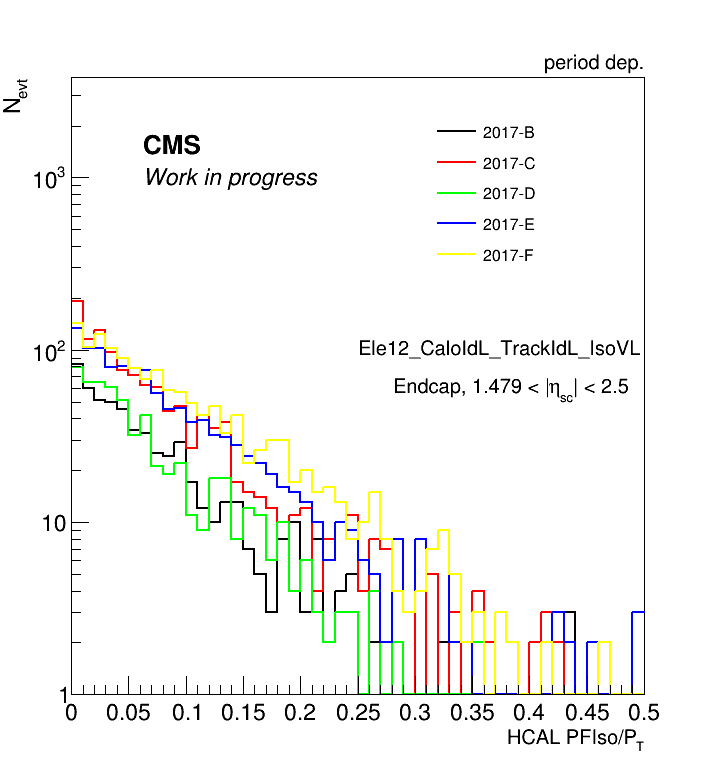 period dep.
N_evt
CMS
Work in progress
2017-B
2017-C
2017-D
2017-E
2017-F
Ele12_CaloIdL_TrackIdL_IsoVL
Endcap, 1.479 < |η_sc| < 2.5
10^3
10^2
10
1
0 0.05 0.1 0.15 0.2 0.25 0.3 0.35 0.4 0.45 0.5
HCAL PFIso/P_T